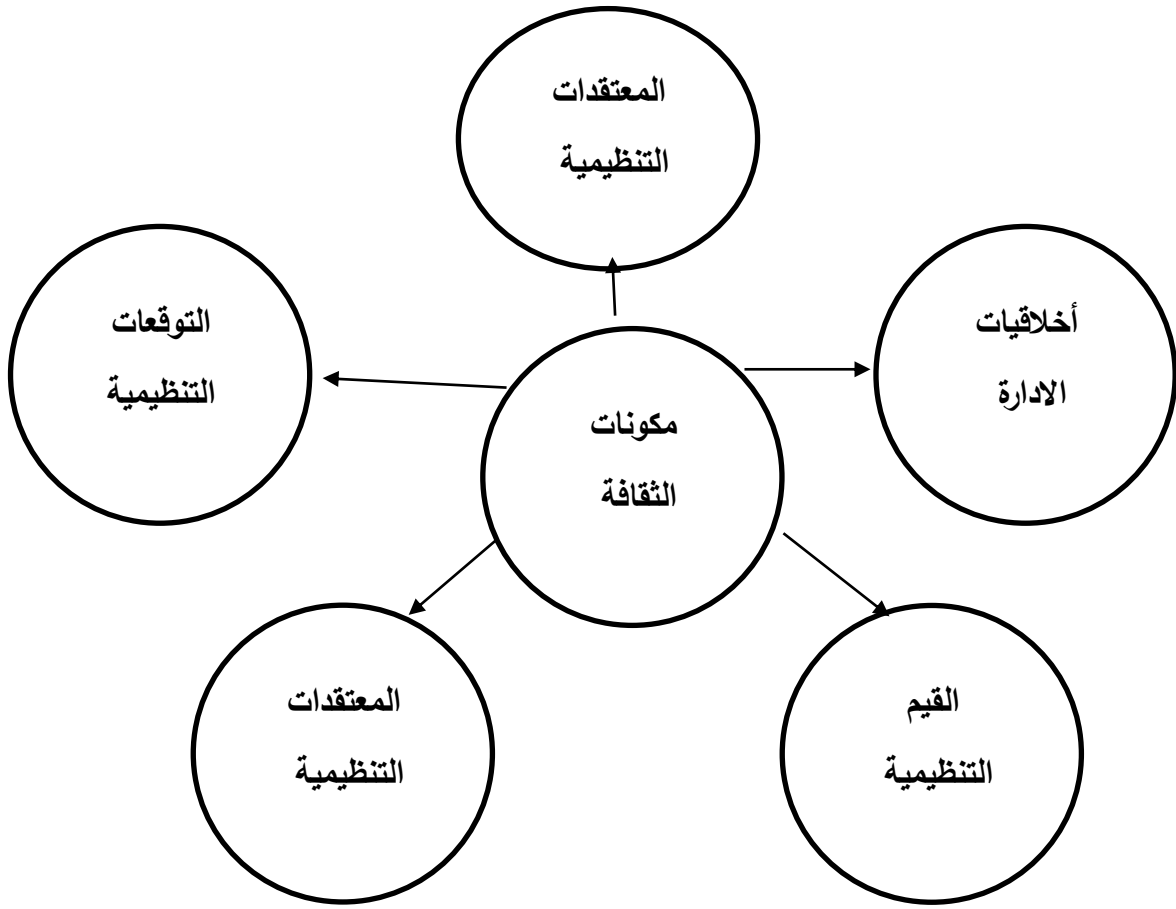 المعتقدات
التنظيمية
أخلاقيات
الادارة
التوقعات
التنظيمية
مكونات
الثقافة
القيم
التنظيمية
المعتقدات
التنظيمية